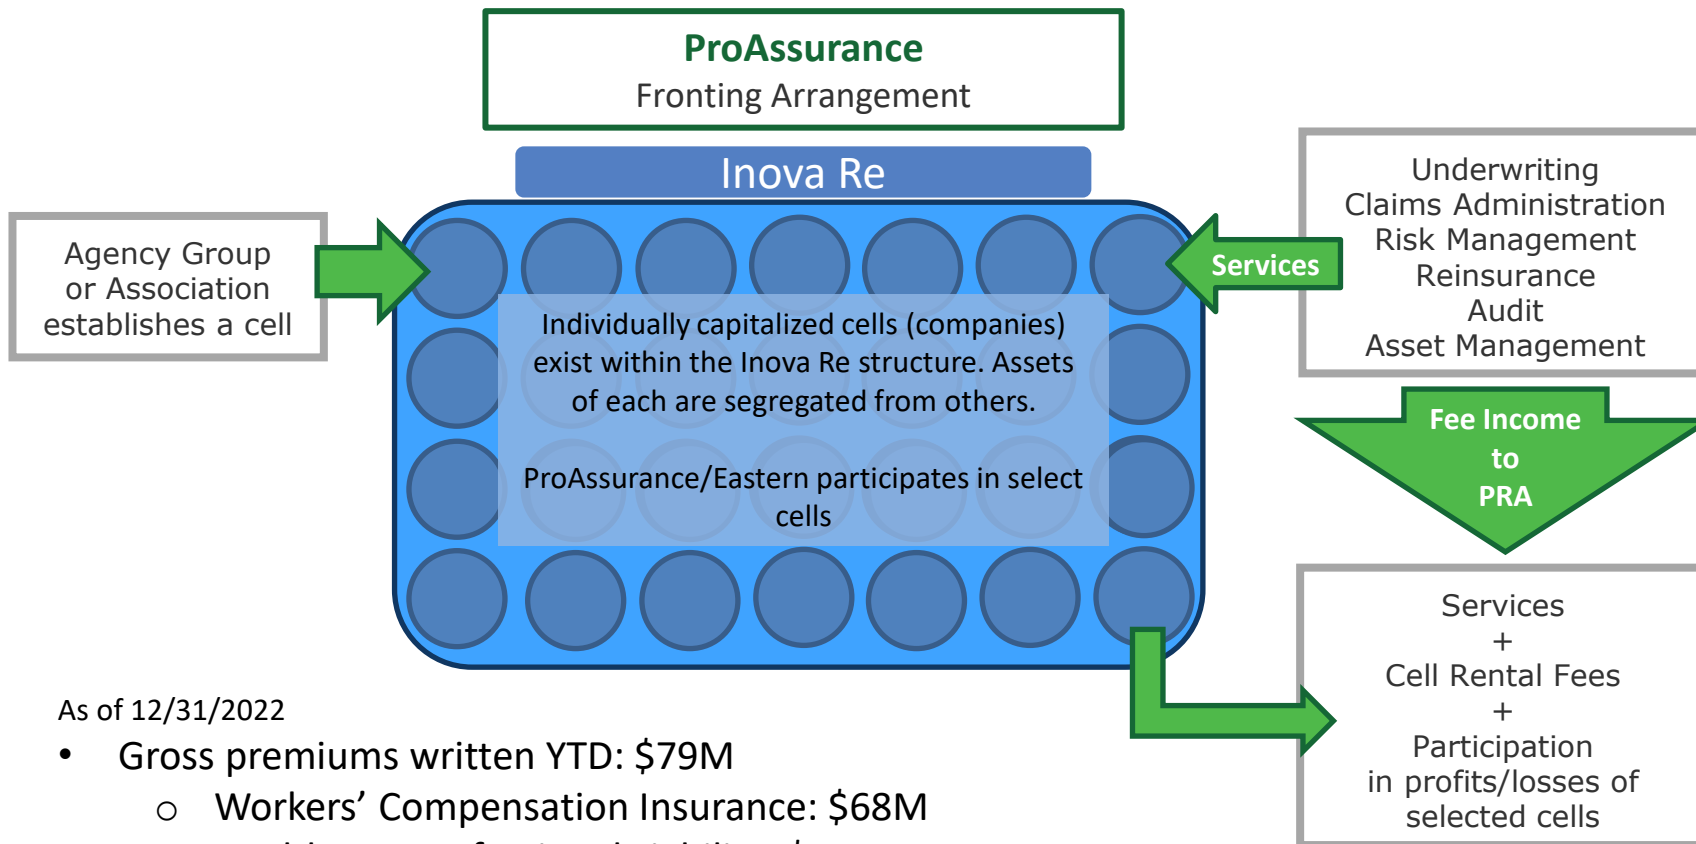 ProAssurance
Fronting Arrangement
Inova Re
Agency Group
or Association
establishes a cell
Individually capitalized cells (companies)
exist within the Inova Re structure. Assets
of each are segregated from others.
ProAssurance/Eastern participates in select
cells
Services
Underwriting
Claims Administration
Risk Management
Reinsurance
Audit
Asset Management
Fee Income
to
PRA
Services
+
Cell Rental Fees
+
Participation
in profits/losses of
selected cells
As of 12/31/2022
• Gross premiums written YTD: $79M
o Workers’ Compensation Insurance: $68M